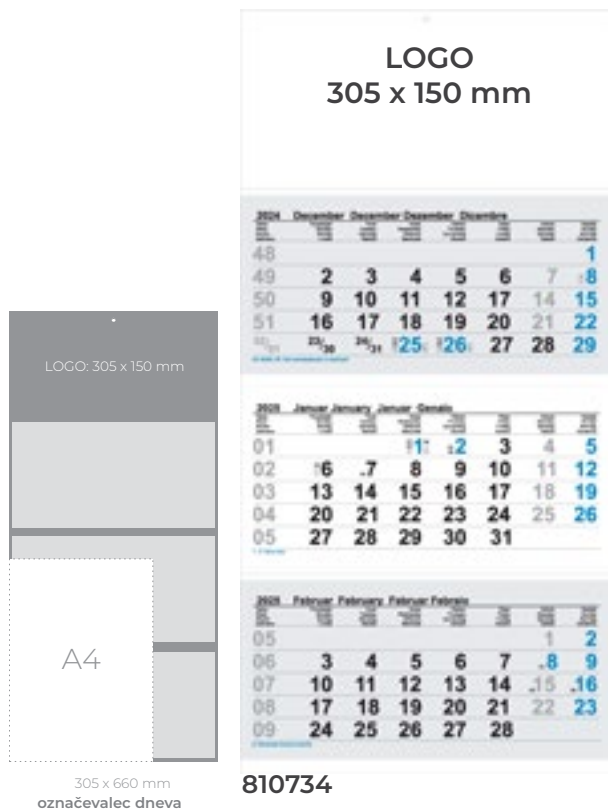 LOGO
305 x 150 mm
2024 December December Dezember Dicembre
48 1
49 2 3 4 5 6 7 8
50 9 10 11 12 17 14 15
51 16 17 18 19 20 21 22
23/30 24/31 25 26 27 28 29
2025 Januar January Januar Gennaio
01 1 2 3 4 5
02 6 7 8 9 10 11 12
03 13 14 15 16 17 18 19
04 20 21 22 23 24 25 26
05 27 28 29 30 31
2025 Februar February Februar Febraio
05 1 2
06 3 4 5 6 7 8 9
07 10 11 12 13 14 15 16
08 17 18 19 20 21 22 23
09 24 25 26 27 28
810734
LOGO: 305 x 150 mm
A4
305 x 660 mm
označevalec dneva